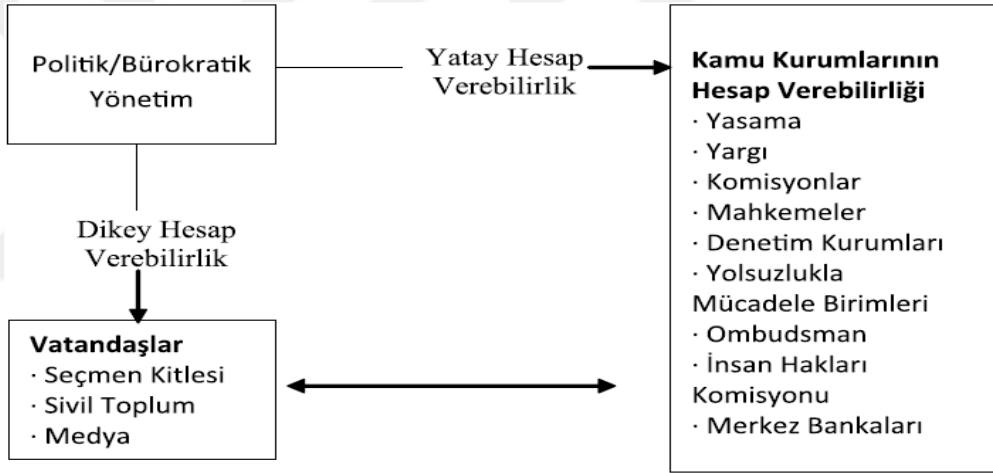 Politik/Bürokratik
Yönetim
Yatay Hesap
Verebilirlik
Kamu Kurumlarının
Hesap Verebilirliği
· Yasama
· Yargı
· Komisyonlar
· Mahkemeler
· Denetim Kurumları
· Yolsuzlukla
Mücadele Birimleri
· Ombudsman
· İnsan Hakları
Komisyonu
· Merkez Bankaları
Dikey Hesap
Verebilirlik
Vatandaşlar
· Seçmen Kitlesi
· Sivil Toplum
· Medya